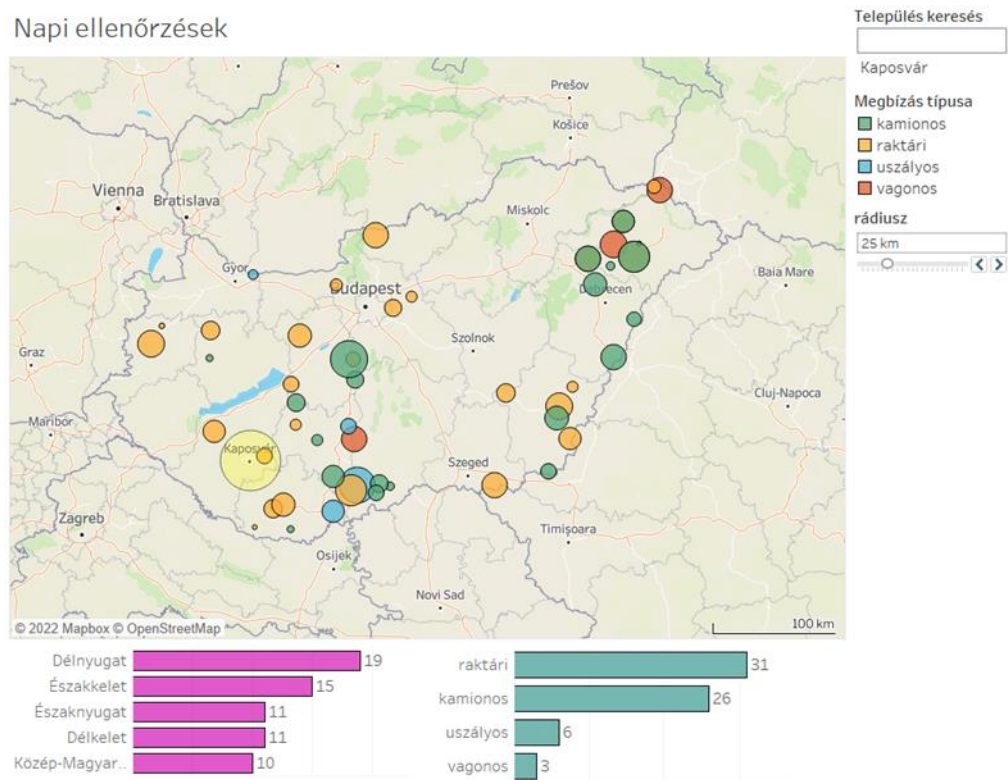 Napi ellenőrzések
Település keresés
Kaposvár
Megbízás típusa
kamionos
raktári
uszályos
vagonos
rádiusz
25 km
Prešov
Košice
Vienna
Bratislava
Miskolc
Gyor
Budapest
Debrecen
Baia Mare
Graz
Szolnok
Cluj-Napoca
Maribor
Kaposvár
Szeged
Zagreb
Timișoara
Osijek
Novi Sad
© 2022 Mapbox © OpenStreetMap
100 km
Délnyugat 19
Északkelet 15
Északnyugat 11
Délkelet 11
Közép-Magyar.. 10
raktári 31
kamionos 26
uszályos 6
vagonos 3